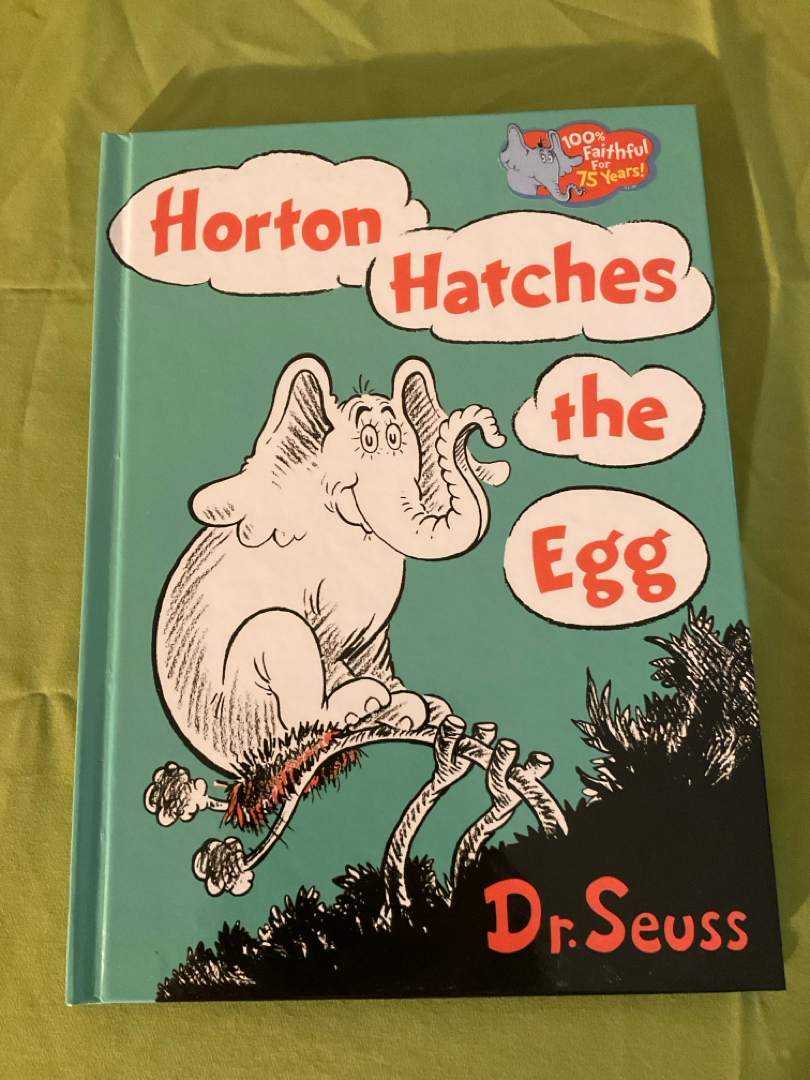 100%
Faithful
For
75 Years!
Horton
Hatches
the
Egg
Dr. Seuss